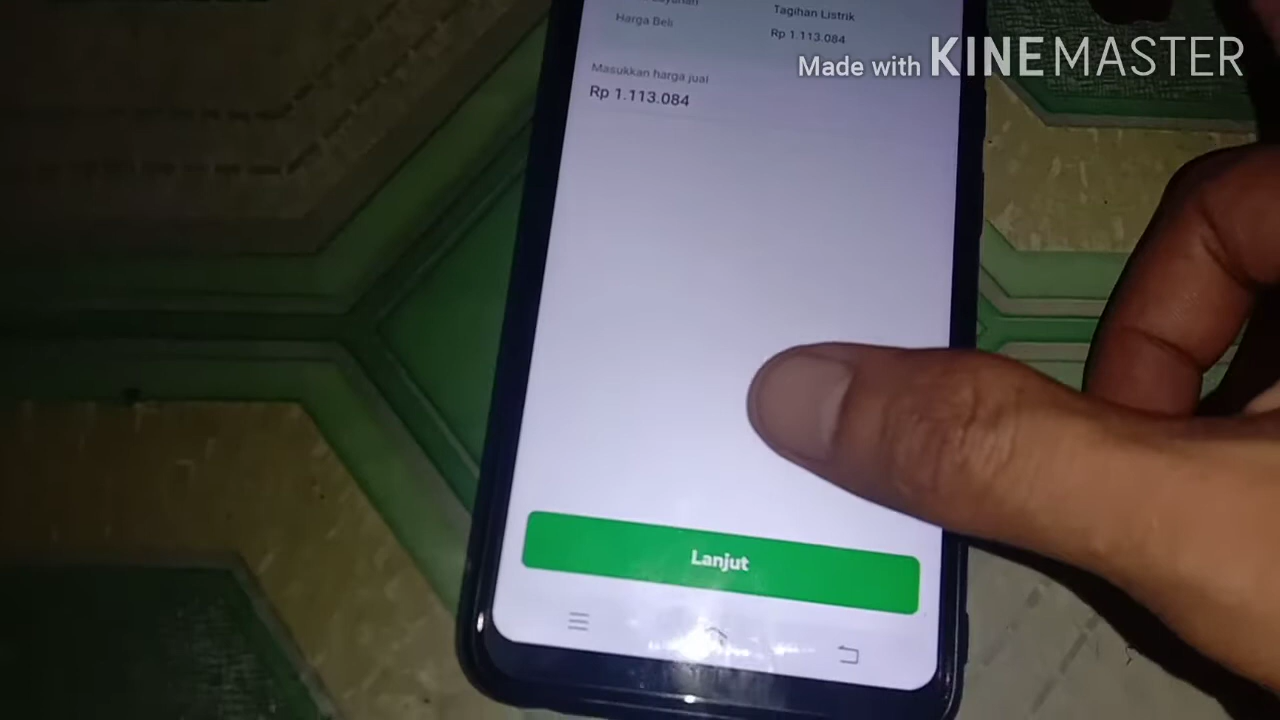 Tagihan Listrik
Harga Beli
Rp 1.113.084
Masukkan harga jual
Rp 1.113.084
Made with KINEMASTER
Lanjut